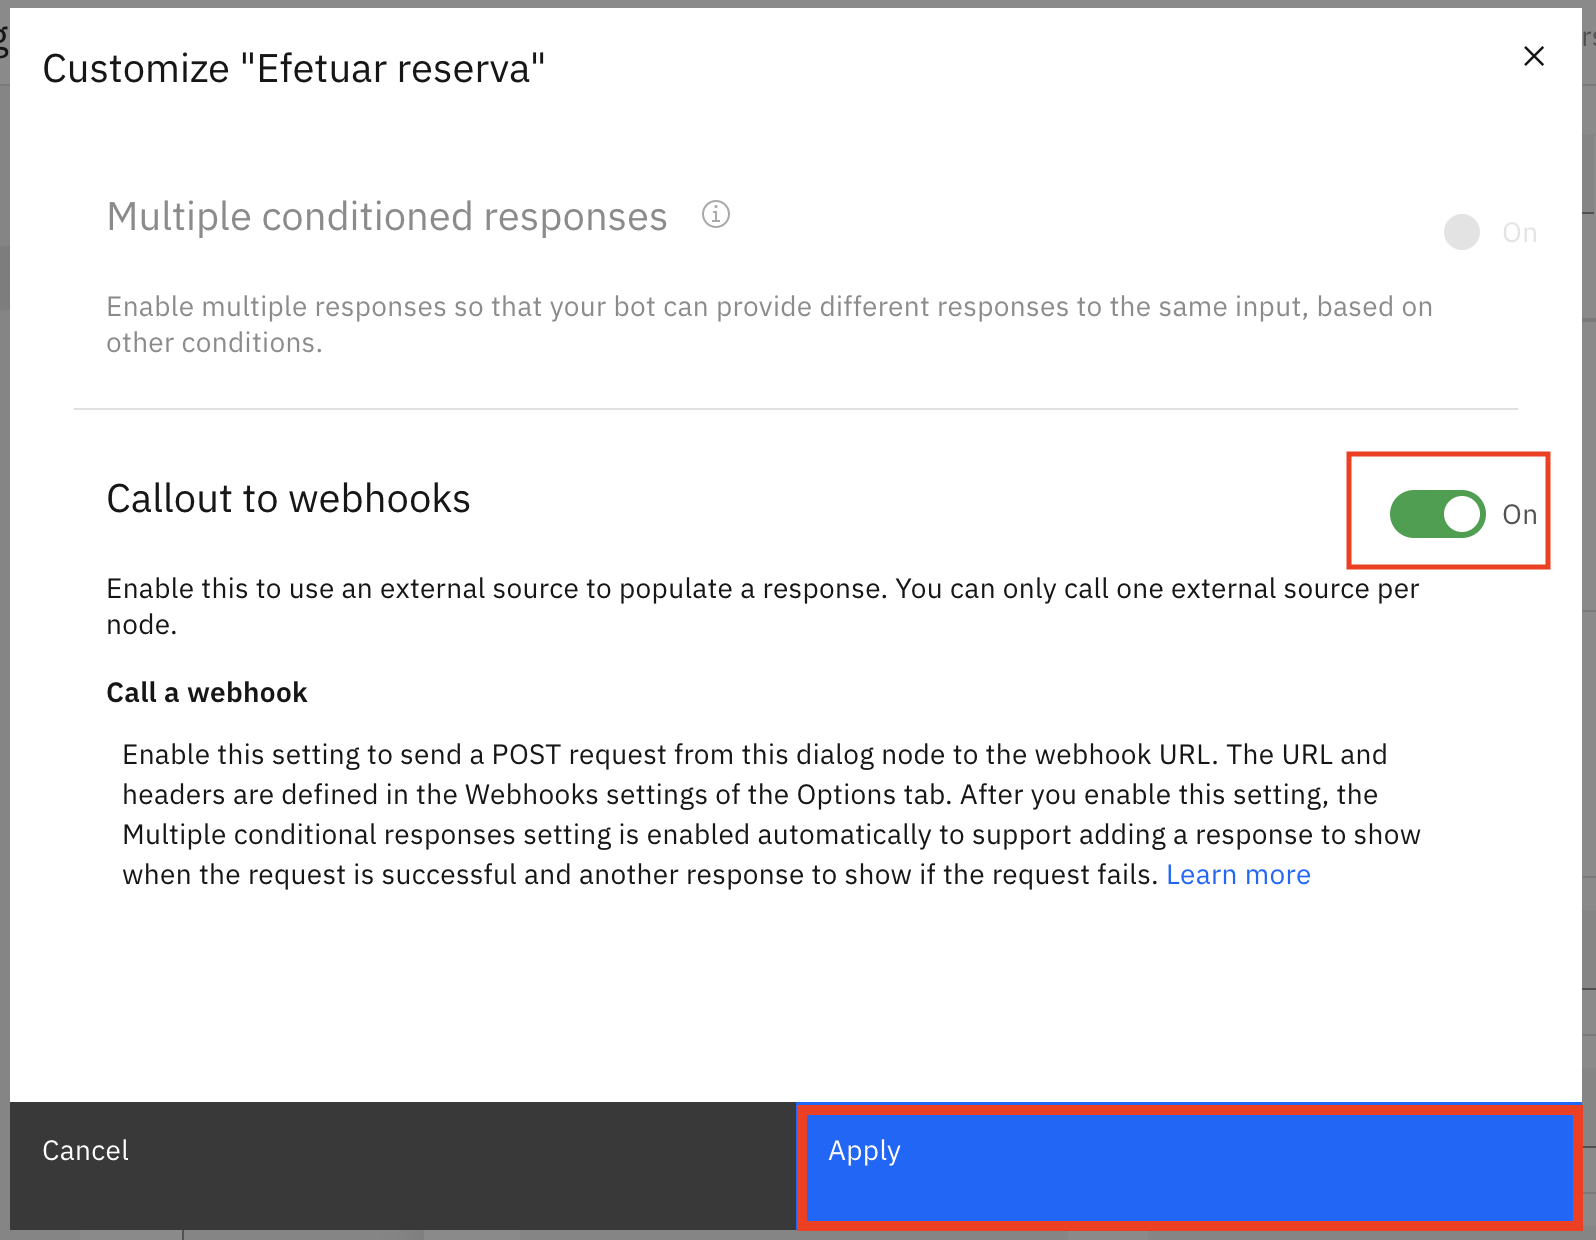 Customize "Efetuar reserva"
Multiple conditioned responses
On
Enable multiple responses so that your bot can provide different responses to the same input, based on
other conditions.
Callout to webhooks
On
Enable this to use an external source to populate a response. You can only call one external source per
node.
Call a webhook
Enable this setting to send a POST request from this dialog node to the webhook URL. The URL and
headers are defined in the Webhooks settings of the Options tab. After you enable this setting, the
Multiple conditional responses setting is enabled automatically to support adding a response to show
when the request is successful and another response to show if the request fails. Learn more
Cancel
Apply